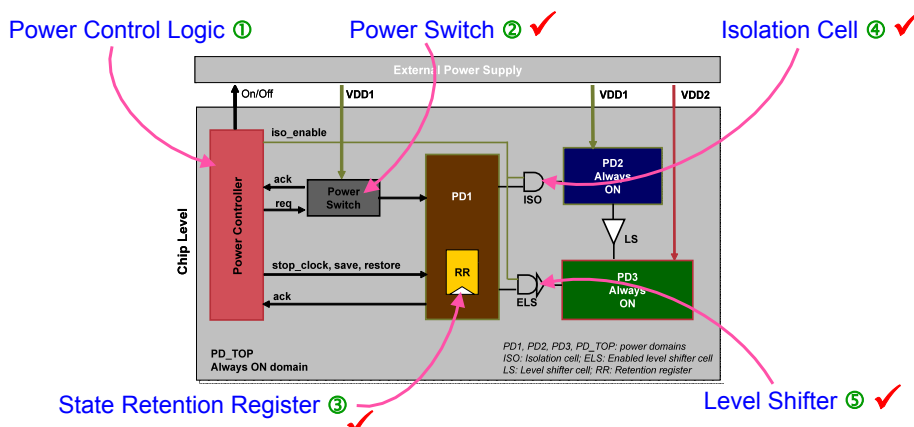 Power Control Logic ①
Power Switch ② ✓
Isolation Cell ④ ✓
External Power Supply
On/Off
VDD1
VDD1
VDD2
iso_enable
ack
req
Power
Switch
PD1
ISO
PD2
Always
ON
LS
Chip Level
Power Controller
stop_clock, save, restore
ack
RR
ELS
PD3
Always
ON
PD_TOP
Always ON domain
PD1, PD2, PD3, PD_TOP: power domains
ISO: Isolation cell; ELS: Enabled level shifter cell
LS: Level shifter cell; RR: Retention register
State Retention Register ③
✓
Level Shifter ⑤ ✓